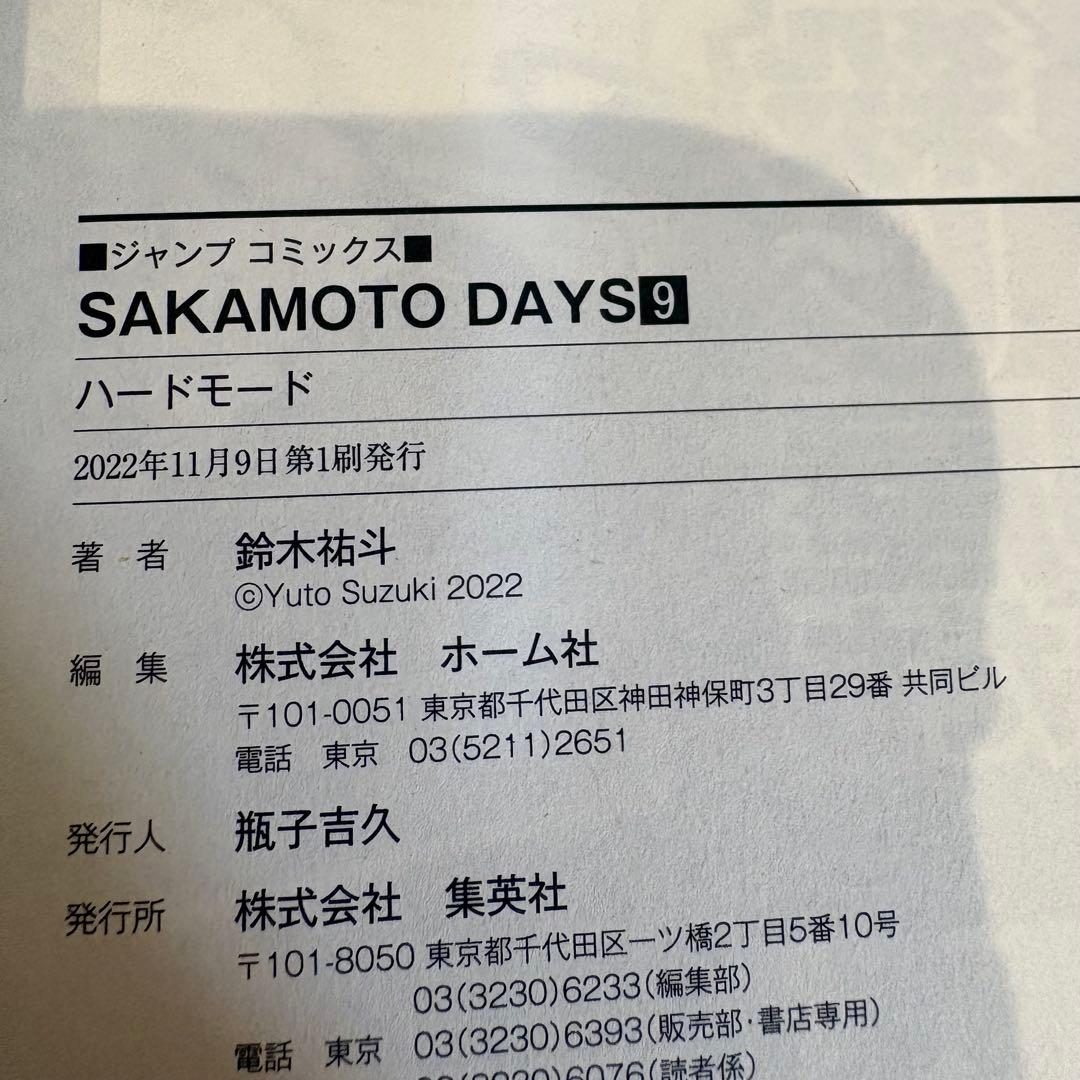 ■ジャンプ コミックス■
SAKAMOTO DAYS9
ハードモード
2022年11月9日第1刷発行
著 者 鈴木祐斗
©Yuto Suzuki 2022
編 集 株式会社 ホーム社
〒101-0051 東京都千代田区神田神保町3丁目29番 共同ビル
電話 東京 03(5211)2651
発行人 瓶子吉久
発行所 株式会社 集英社
〒101-8050 東京都千代田区一ツ橋2丁目5番10号
03(3230)6233(編集部)
電話 東京 03(3230)6393(販売部・書店専用)
03(3230)6076(読者係)